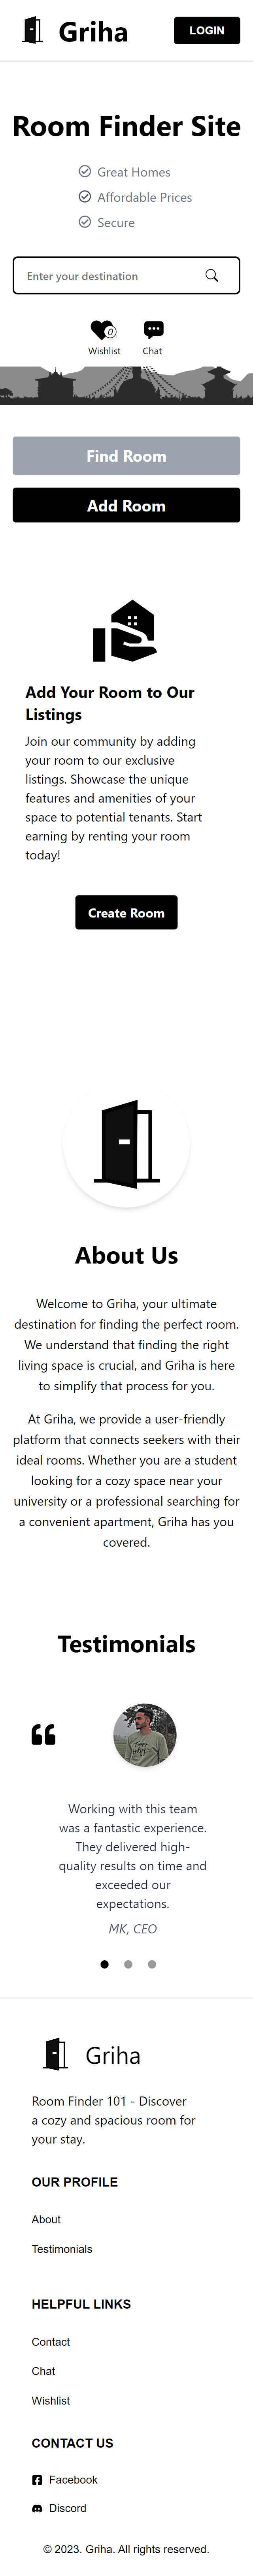 Griha
LOGIN
Room Finder Site
Great Homes
Affordable Prices
Secure
Enter your destination
0
Wishlist
Chat
Find Room
Add Room
Add Your Room to Our
Listings
Join our community by adding
your room to our exclusive
listings. Showcase the unique
features and amenities of your
space to potential tenants. Start
earning by renting your room
today!
Create Room
About Us
Welcome to Griha, your ultimate
destination for finding the perfect room.
We understand that finding the right
living space is crucial, and Griha is here
to simplify that process for you.
At Griha, we provide a user-friendly
platform that connects seekers with their
ideal rooms. Whether you are a student
looking for a cozy space near your
university or a professional searching for
a convenient apartment, Griha has you
covered.
Testimonials
Working with this team
was a fantastic experience.
They delivered high-
quality results on time and
exceeded our
expectations.
MK, CEO
Griha
Room Finder 101 - Discover
a cozy and spacious room for
your stay.
OUR PROFILE
About
Testimonials
HELPFUL LINKS
Contact
Chat
Wishlist
CONTACT US
Facebook
Discord
© 2023. Griha. All rights reserved.